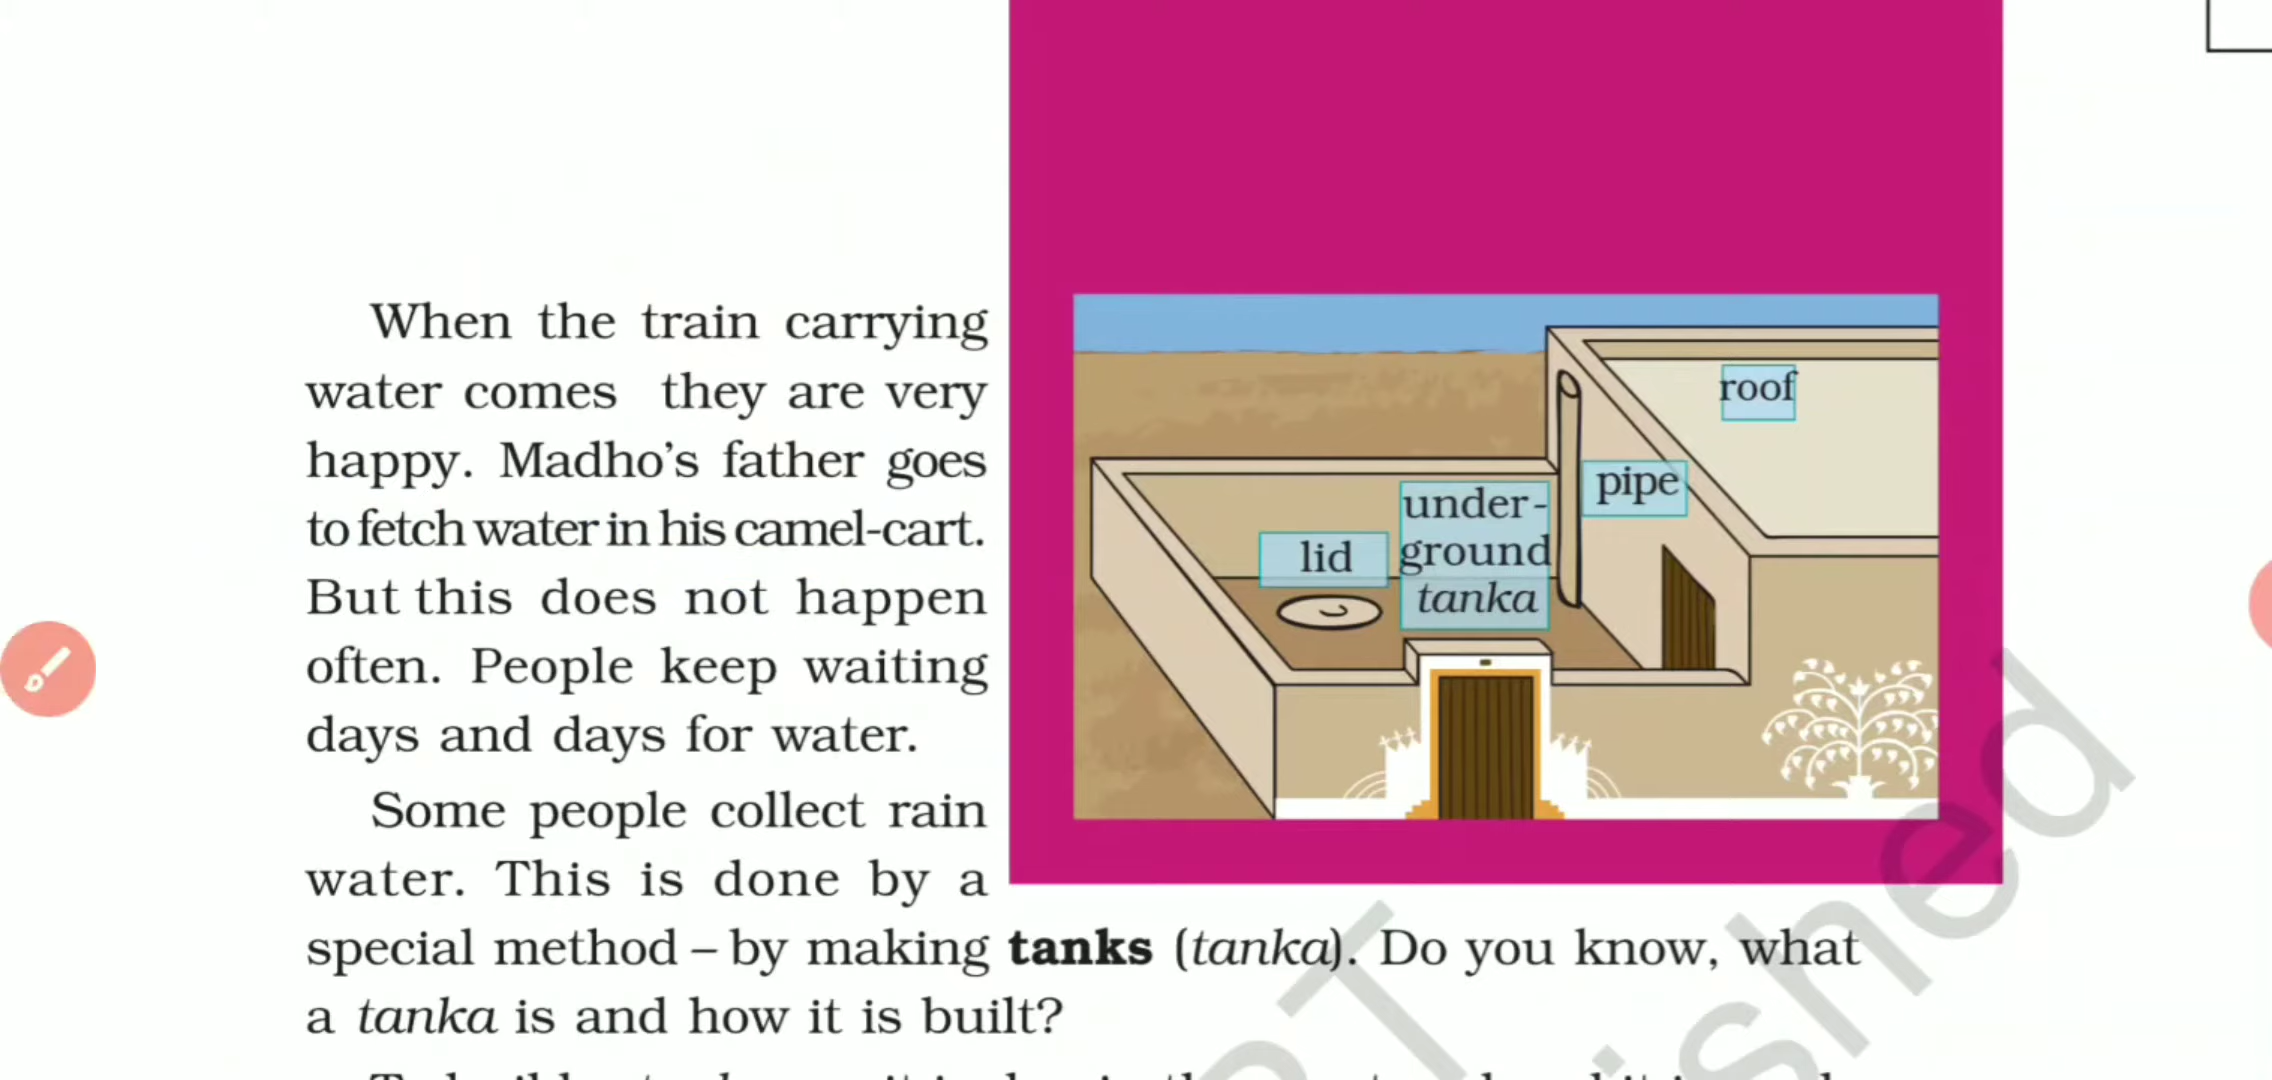 When the train carrying
water comes they are very
happy. Madho's father goes
to fetch water in his camel-cart.
But this does not happen
often. People keep waiting
days and days for water.
Some people collect rain
water. This is done by a
special method – by making tanks (tanka). Do you know, what
a tanka is and how it is built?
roof
pipe
under-
ground
tanka
lid